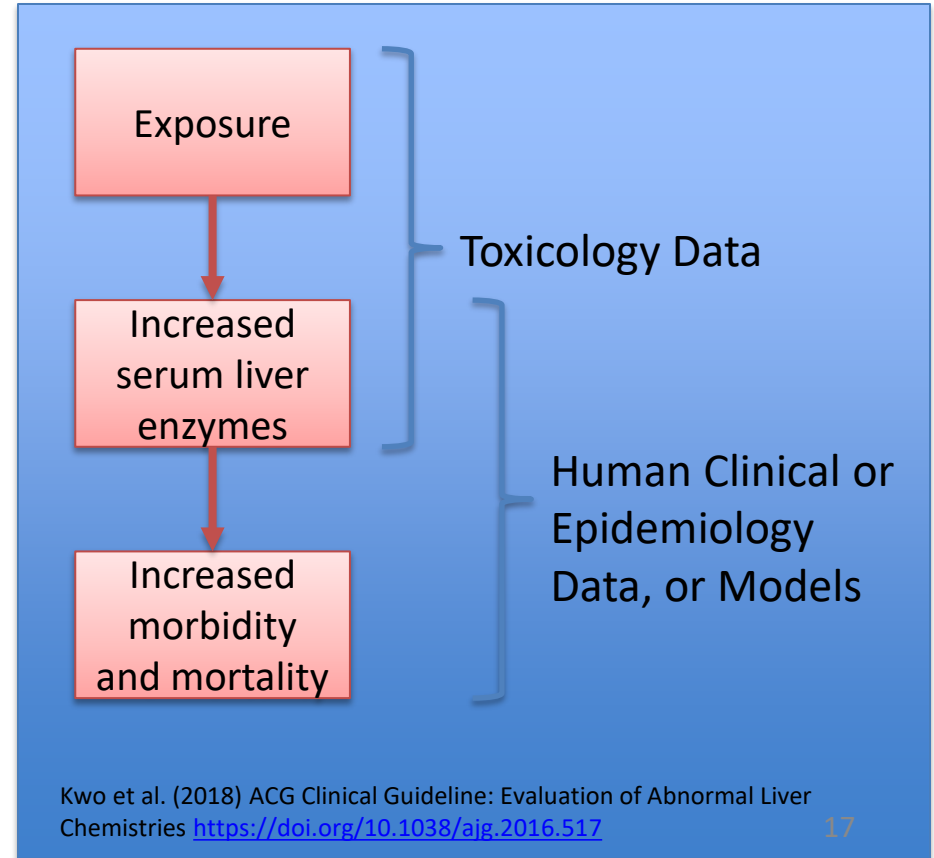 Exposure
Toxicology Data
Increased
serum liver
enzymes
Human Clinical or
Epidemiology
Data, or Models
Increased
morbidity
and mortality
Kwo et al. (2018) ACG Clinical Guideline: Evaluation of Abnormal Liver
Chemistries https://doi.org/10.1038/ajg.2016.517
17